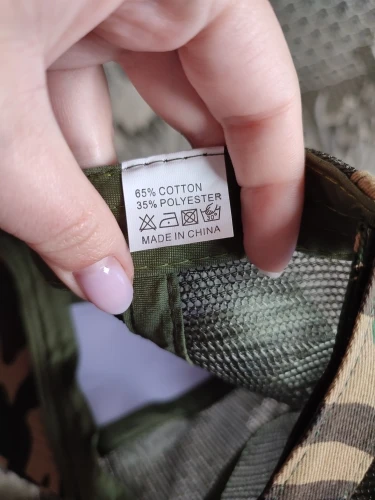 65% COTTON
35% POLYESTER
MADE IN CHINA